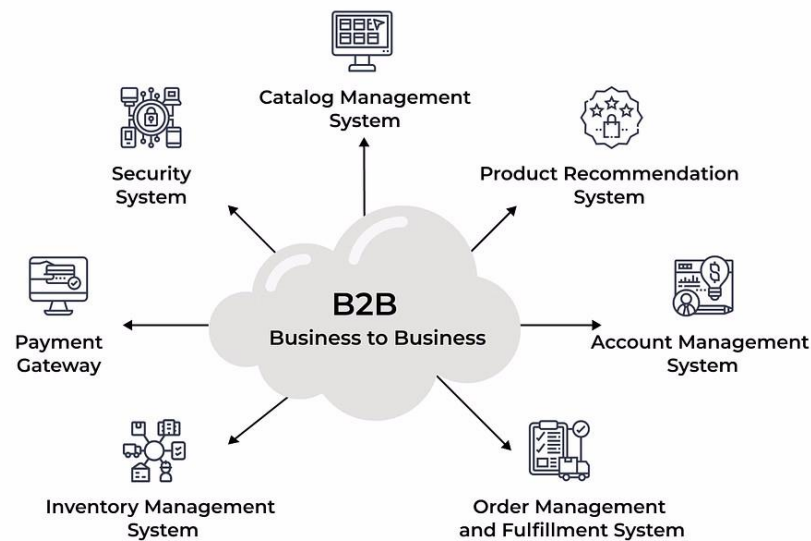 Catalog Management
System
Security
System
Product Recommendation
System
B2B
Business to Business
Payment
Gateway
Account Management
System
Inventory Management
System
Order Management
and Fulfillment System